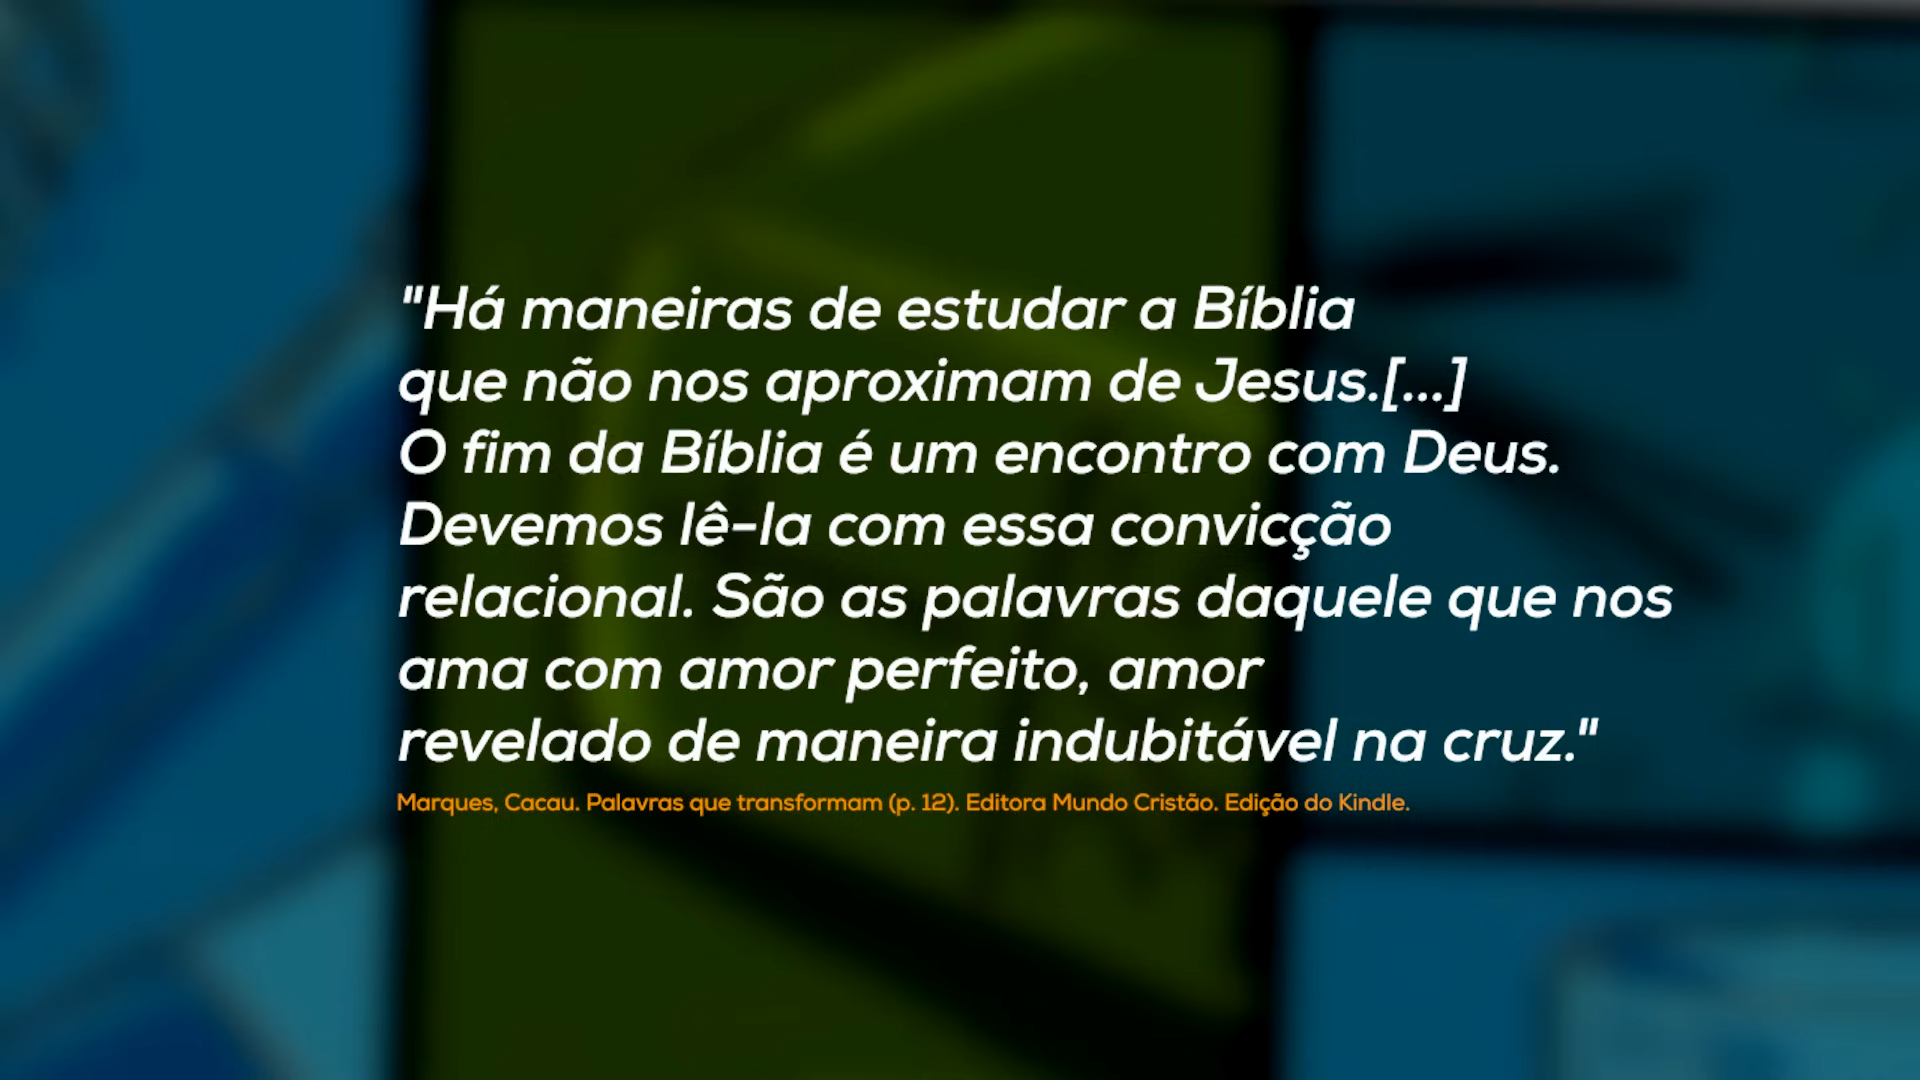 "Há maneiras de estudar a Bíblia
que não nos aproximam de Jesus.[...]
O fim da Bíblia é um encontro com Deus.
Devemos lê-la com essa convicção
relacional. São as palavras daquele que nos
ama com amor perfeito, amor
revelado de maneira indubitável na cruz."
Marques, Cacau. Palavras que transformam (p. 12). Editora Mundo Cristão. Edição do Kindle.